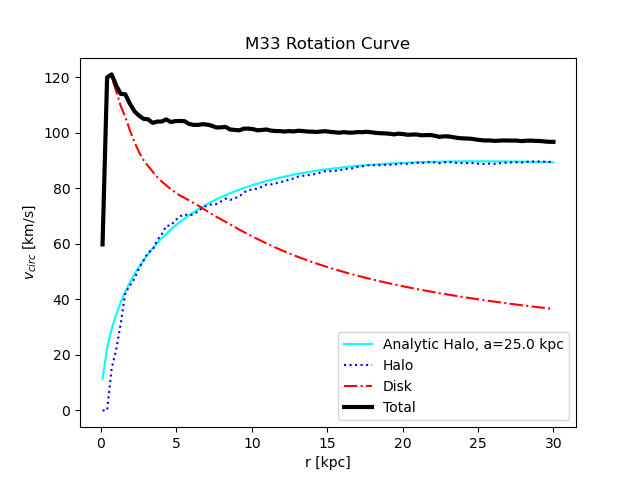 M33 Rotation Curve
v_circ [km/s]
120
100
80
60
40
20
0
0 5 10 15 20 25 30
r [kpc]
Analytic Halo, a=25.0 kpc
Halo
Disk
Total